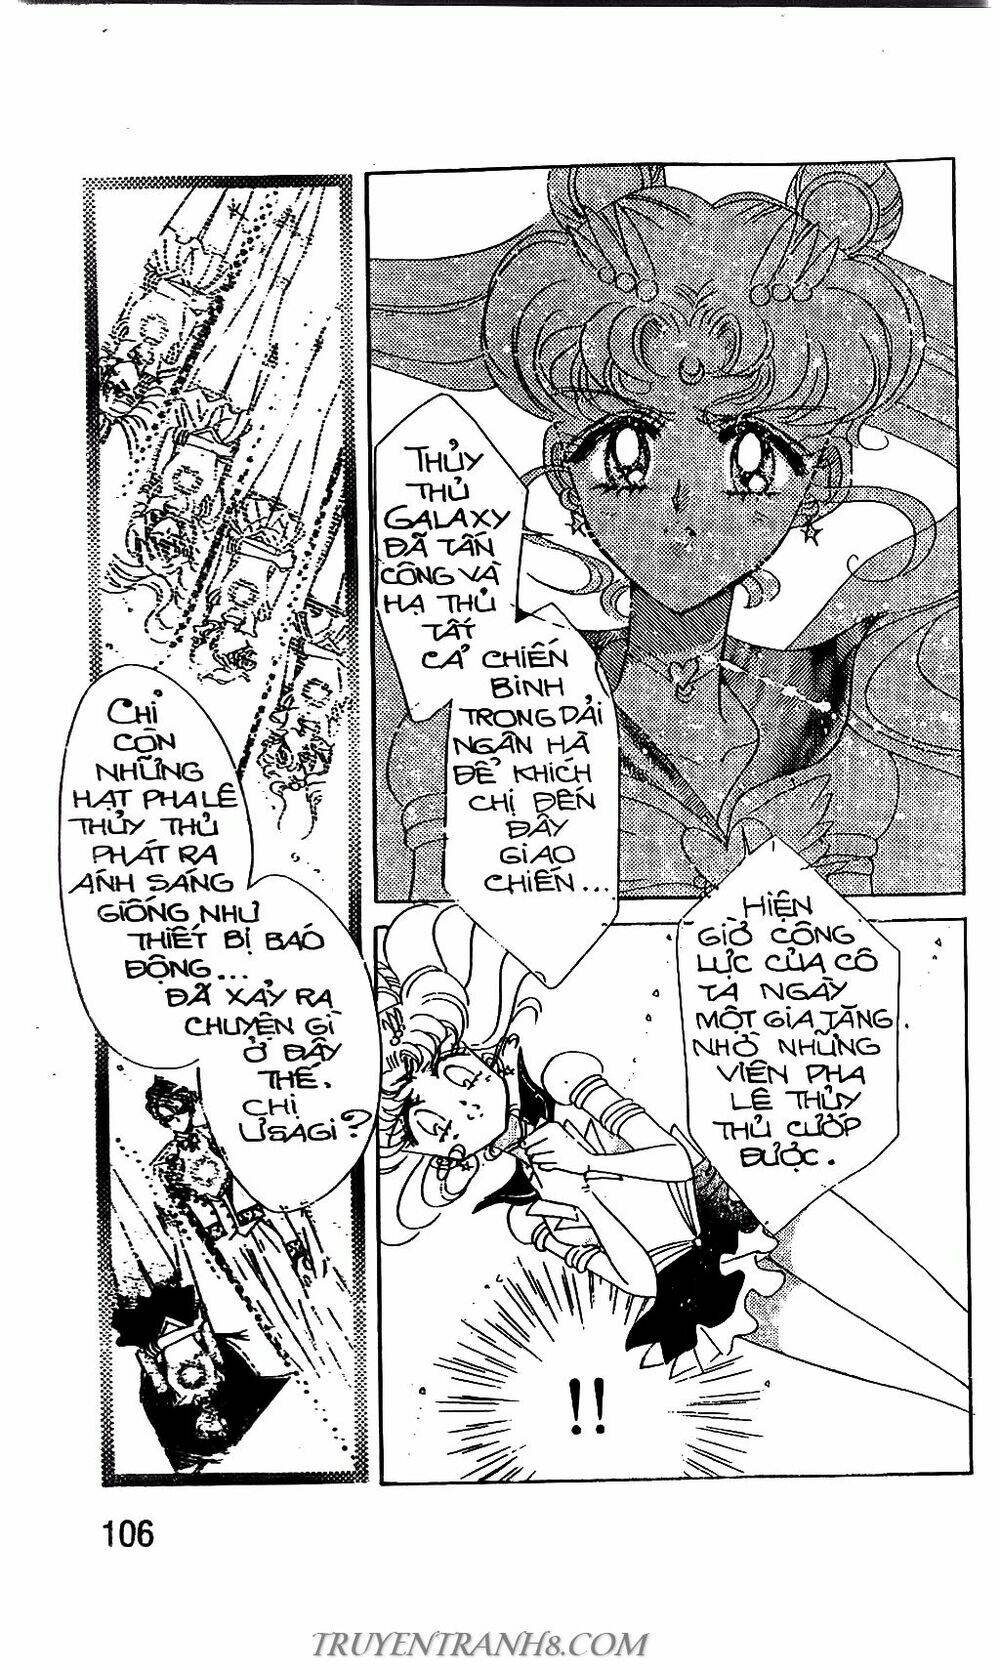 THỦY
THỦ
GALAXY
ĐÃ TẤN
CÔNG VÀ
HẠ THỦ
TẤT
CẢ CHIẾN
BINH
TRONG DẢI
NGÂN HÀ
ĐỂ KHÍCH
CHỊ ĐẾN
ĐÂY
GIAO
CHIẾN...
HIỆN
GIỜ CÔNG
LỰC CỦA CÔ
TA NGÀY
MỘT GIA TĂNG.
NHỜ NHỮNG
VIÊN PHA
LÊ THỦY
THỦ CƯỚP
ĐƯỢC.
CHỈ
CÒN
NHỮNG
HẠT PHA LÊ
THỦY THỦ
PHÁT RA
ÁNH SÁNG
GIỐNG NHƯ
THIẾT BỊ BÁO
ĐỘNG...
ĐÃ XẢY RA
CHUYỆN GÌ
Ở ĐÂY
THẾ.
CHỊ
USAGI?
!!
106
TRUYENTRANH8.COM